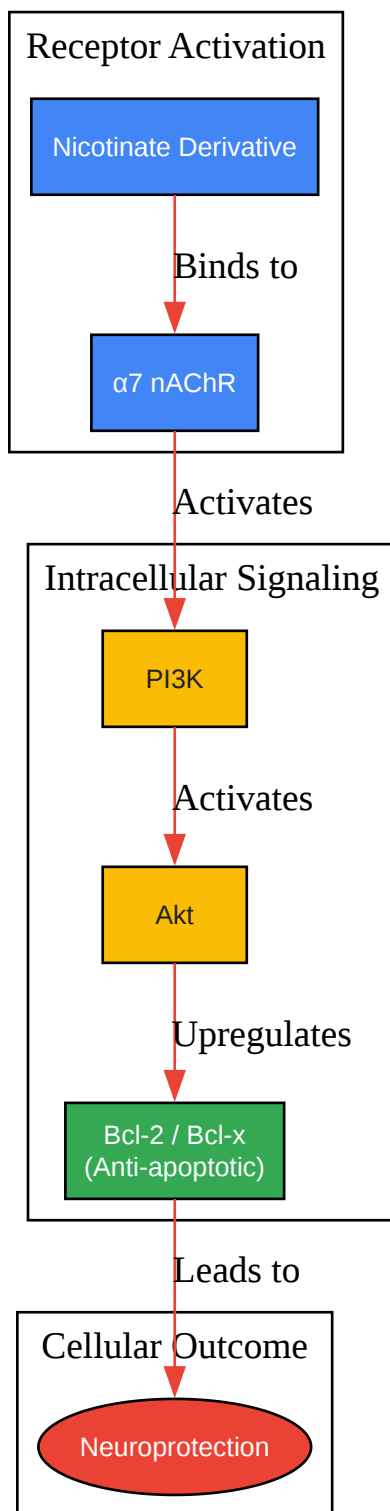 Receptor Activation
Nicotinate Derivative
Binds to
α7 nAChR
Activates
Intracellular Signaling
PI3K
Activates
Akt
Upregulates
Bcl-2 / Bcl-x
(Anti-apoptotic)
Leads to
Cellular Outcome
Neuroprotection